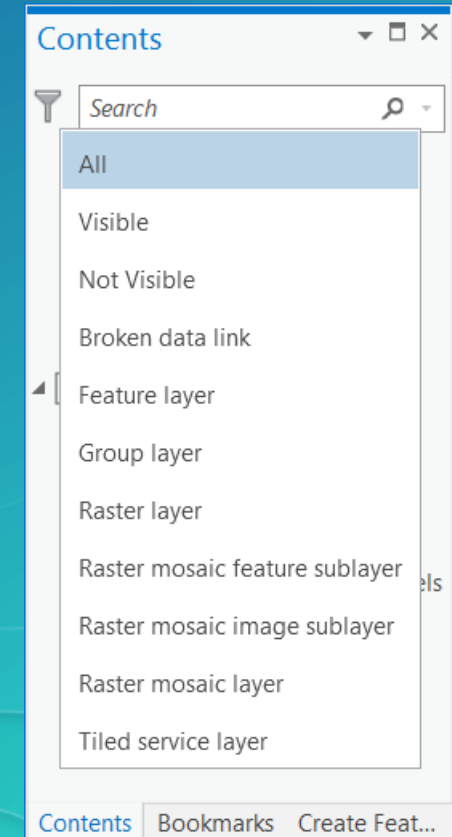 Contents
Search
All
Visible
Not Visible
Broken data link
Feature layer
Group layer
Raster layer
Raster mosaic feature sublayer
Raster mosaic image sublayer
Raster mosaic layer
Tiled service layer
Contents Bookmarks Create Feat...